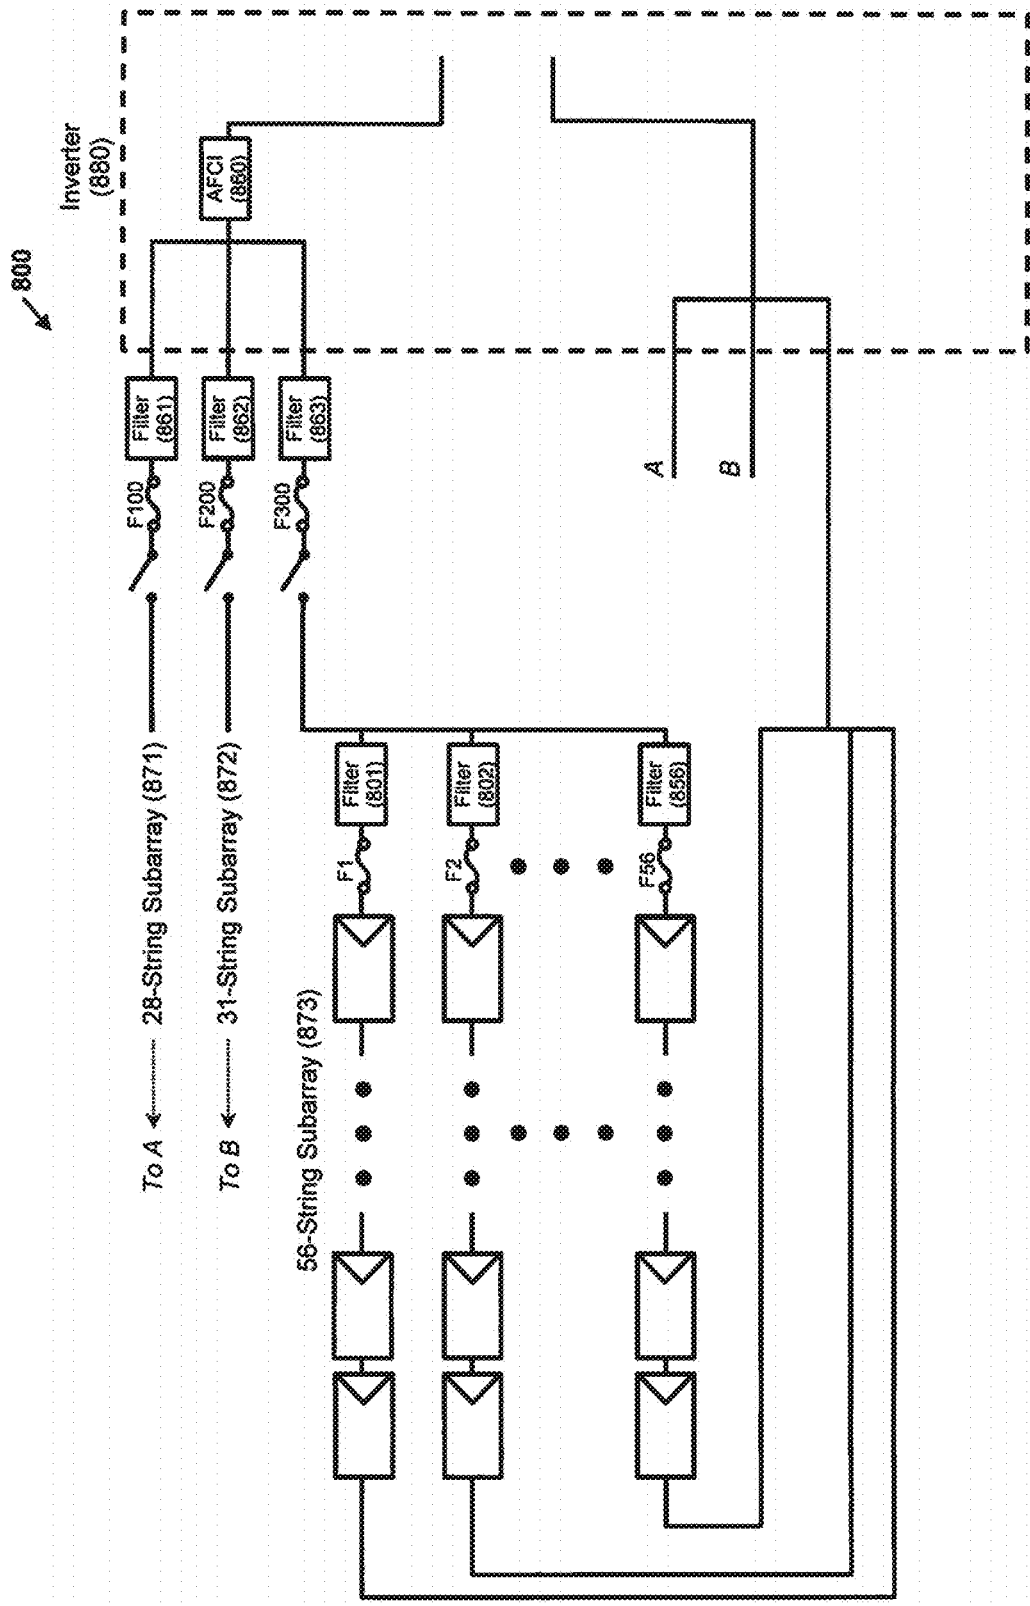 800
Inverter
(880)
AFCI
(860)
Filter
(861)
Filter
(862)
Filter
(863)
F100
F200
F300
A
B
To A
28-String Subarray (871)
To B
31-String Subarray (872)
56-String Subarray (873)
Filter
(801)
Filter
(802)
Filter
(856)
F1
F2
F56